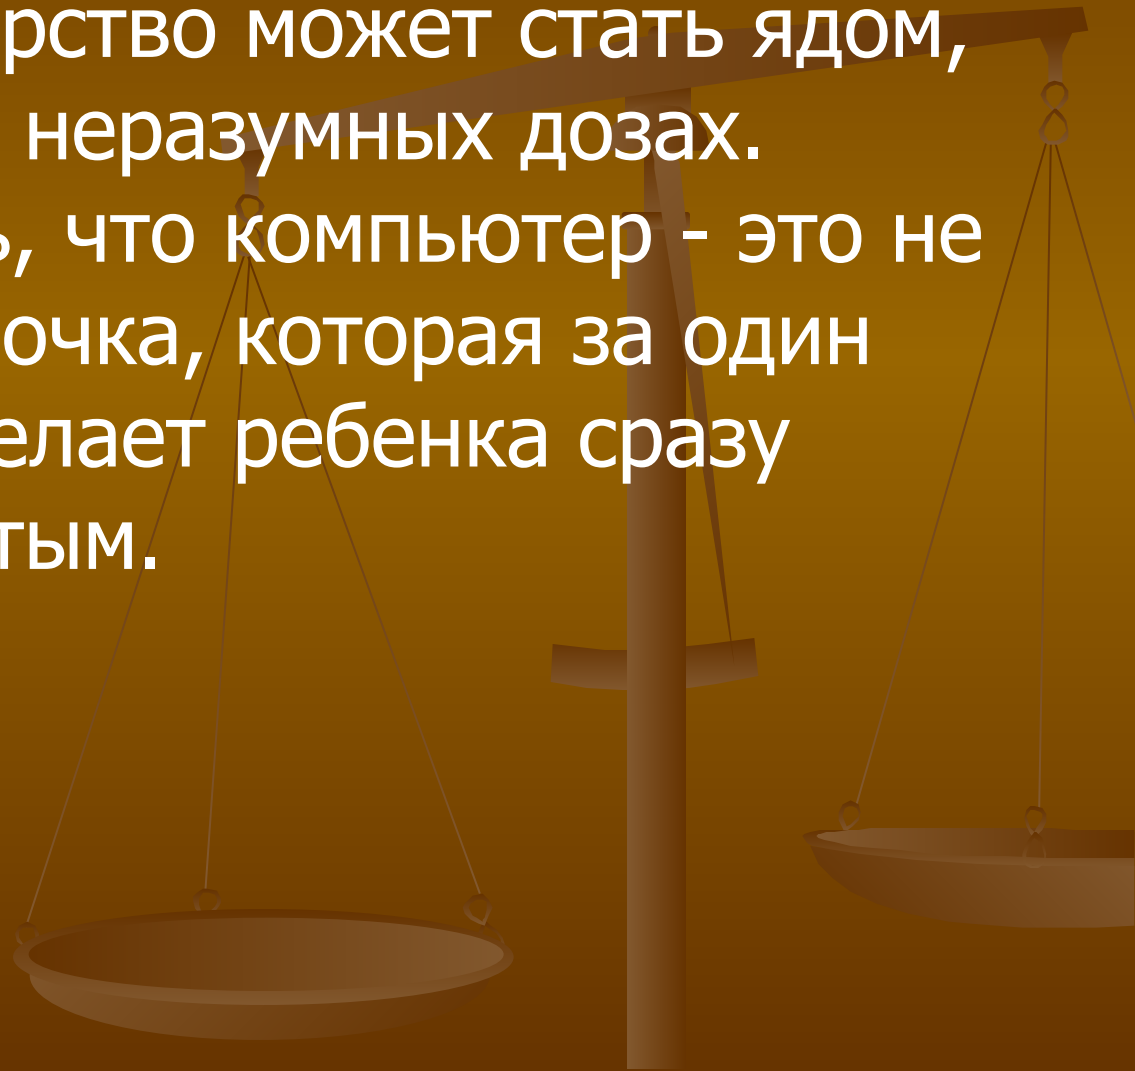 рство может стать ядом,
неразумных дозах.
ь, что компьютер - это не
очка, которая за один
елает ребенка сразу
тым.